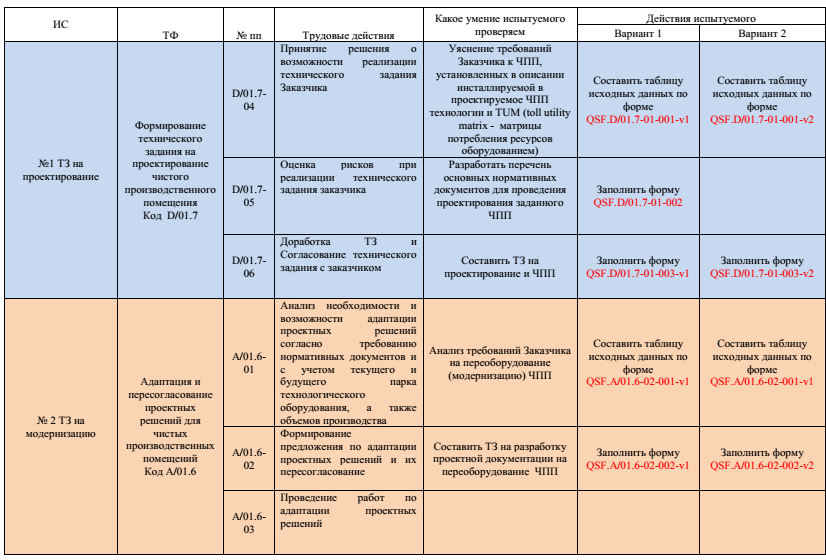 ИС
ТФ
№ пп
Трудовые действия
Какое умение испытуемого
проверяем
Действия испытуемого
Вариант 1
Вариант 2
№1 ТЗ на
проектирование
Формирование
технического
задания на
проектирование
чистого
производственного
помещения
Код D/01.7
D/01.7-
04
Принятие решения о
возможности реализации
технического задания
Заказчика
Уяснение требований
Заказчика к ЧПП,
установленных в описании
инсталлируемой в
проектируемое ЧПП
технологии и TUM (toll utility
matrix - матрицы
потребления ресурсов
оборудованием)
Составить таблицу
исходных данных по
форме
QSF.D/01.7-01-001-v1
Составить таблицу
исходных данных по
форме
QSF.D/01.7-01-001-v2
D/01.7-
05
Оценка рисков при
реализации технического
задания заказчика
Разработать перечень
основных нормативных
документов для проведения
проектирования заданного
ЧПП
Заполнить форму
QSF.D/01.7-01-002
D/01.7-
06
Доработка ТЗ и
Согласование технического
задания с заказчиком
Составить ТЗ на
проектирование и ЧПП
Заполнить форму
QSF.D/01.7-01-003-v1
Заполнить форму
QSF.D/01.7-01-003-v2
№ 2 ТЗ на
модернизацию
Адаптация и
пересогласование
проектных
решений для
чистых
производственных
помещений
Код А/01.6
А/01.6-
01
Анализ необходимости и
возможности адаптации
проектных решений
согласно требованию
нормативных документов и
с учетом текущего и
будущего парка
технологического
оборудования, а также
объемов производства
Анализ требований Заказчика
на переоборудование
(модернизацию) ЧПП
Составить таблицу
исходных данных по
форме
QSF.A/01.6-02-001-v1
Составить таблицу
исходных данных по
форме
QSF.A/01.6-02-001-v1
А/01.6-
02
Формирование
предложения по адаптации
проектных решений и их
пересогласование
Составить ТЗ на разработку
проектной документации на
переоборудование ЧПП
Заполнить форму
QSF.A/01.6-02-002-v1
Заполнить форму
QSF.A/01.6-02-002-v2
А/01.6-
03
Проведение работ по
адаптации проектных
решений